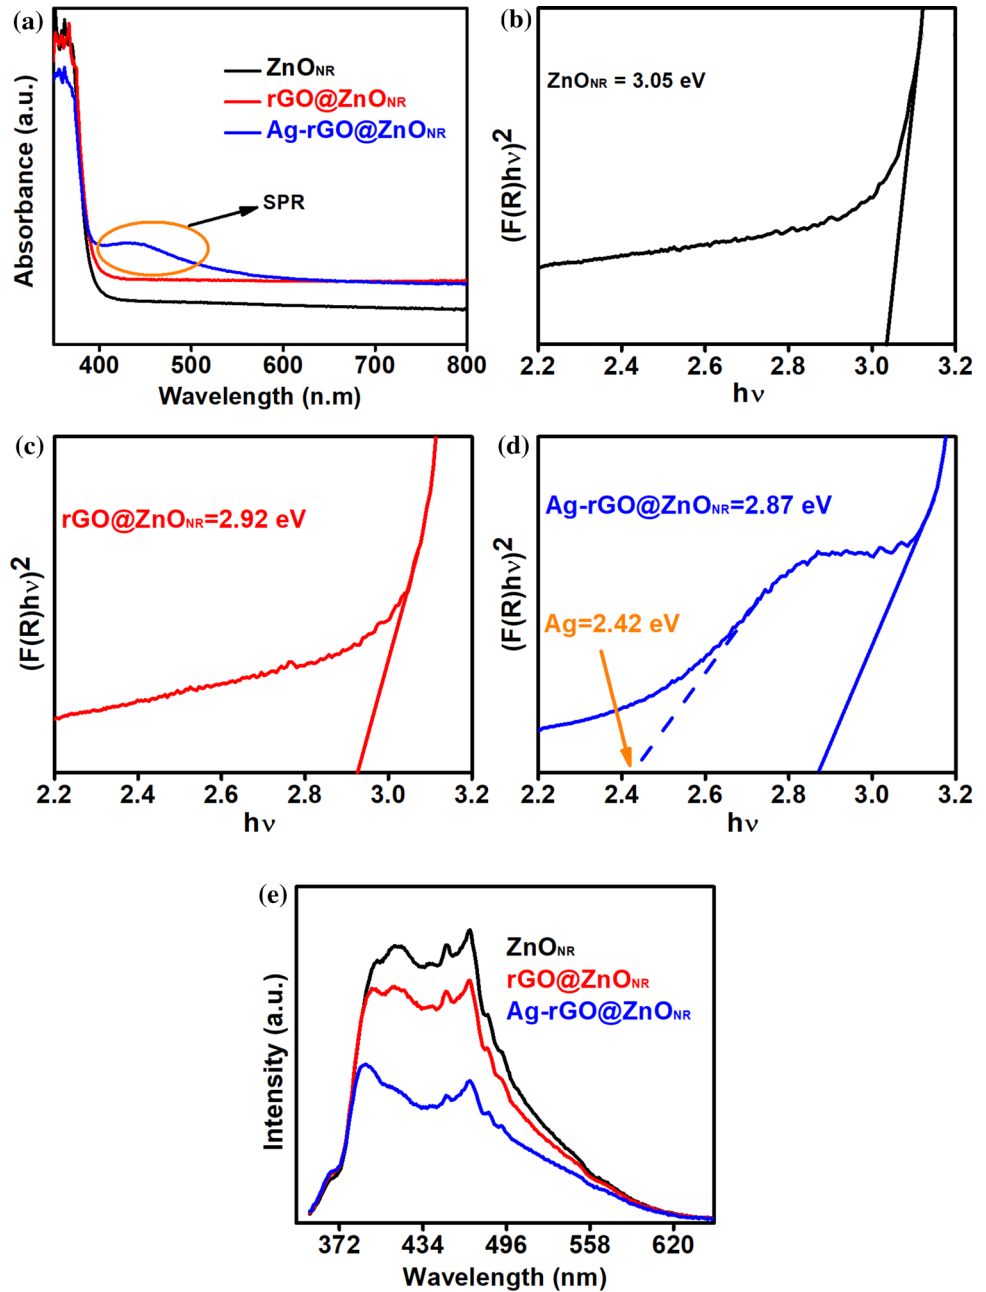 (a)
ZnONR
rGO@ZnONR
Ag-rGO@ZnONR
SPR
Absorbance (a.u.)
400 500 600 700 800
Wavelength (n.m)
(b)
ZnONR = 3.05 eV
(F(R)hν)2
2.2 2.4 2.6 2.8 3.0 3.2
hν
(c)
rGO@ZnONR=2.92 eV
(F(R)hν)2
2.2 2.4 2.6 2.8 3.0 3.2
hν
(d)
Ag-rGO@ZnONR=2.87 eV
Ag=2.42 eV
(F(R)hν)2
2.2 2.4 2.6 2.8 3.0 3.2
hν
(e)
ZnONR
rGO@ZnONR
Ag-rGO@ZnONR
Intensity (a.u.)
372 434 496 558 620
Wavelength (nm)